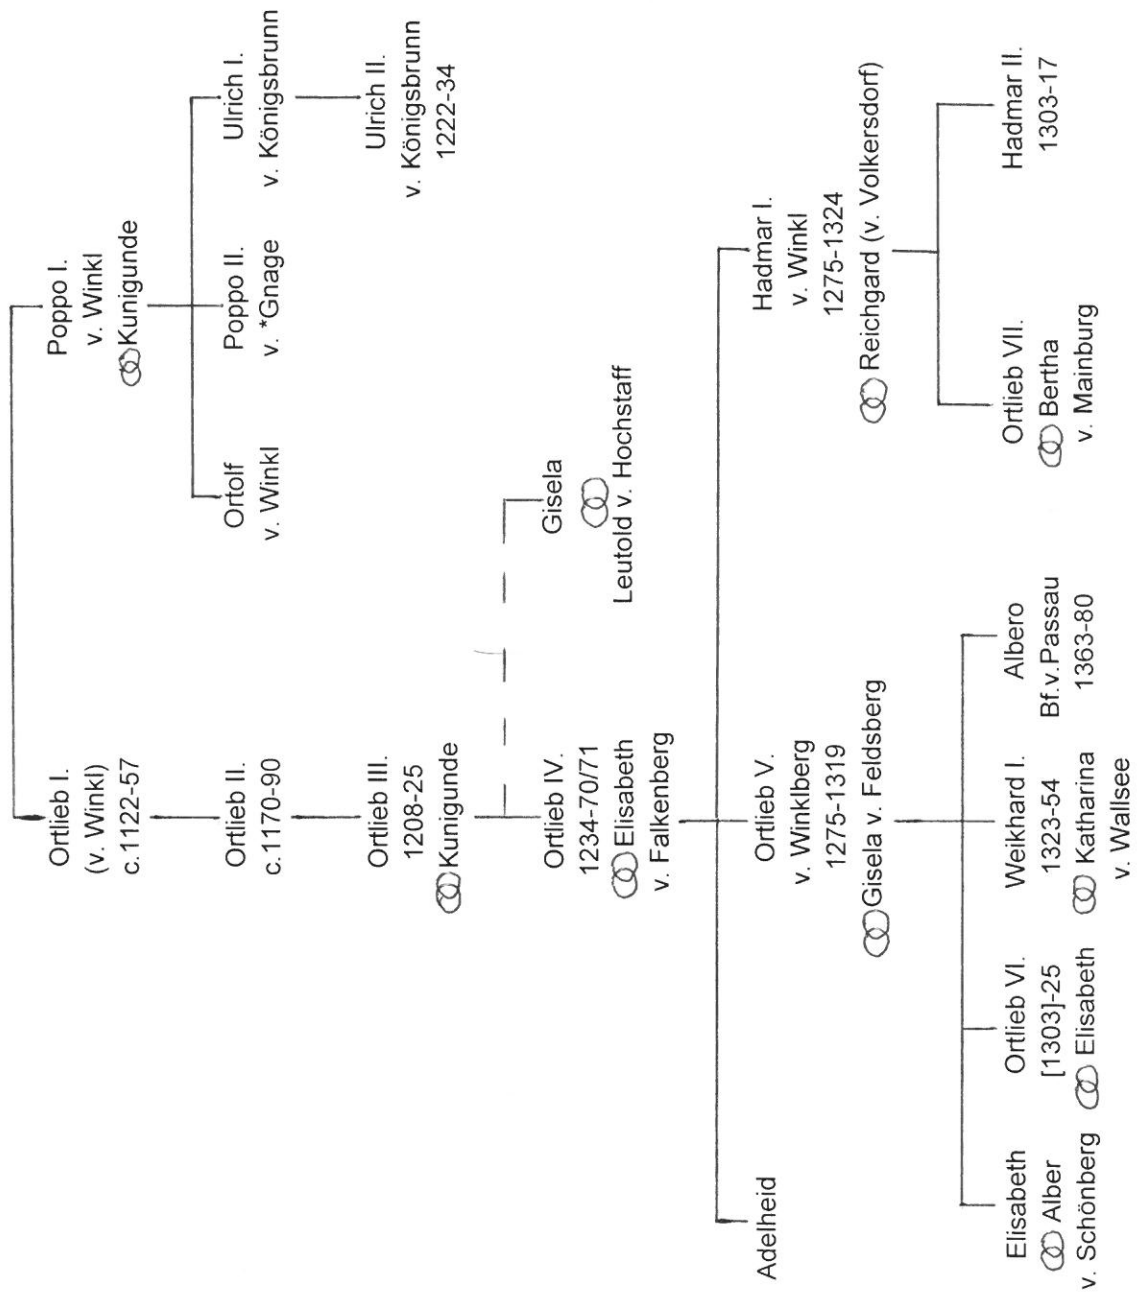 Ortlieb I.
(v. Winkl)
c.1122-57
Poppo I.
v. Winkl
Kunigunde
Ortlieb II.
c.1170-90
Ortolf
v. Winkl
Poppo II.
v. *Gnage
Ulrich I.
v. Königsbrunn
Ortlieb III.
1208-25
Kunigunde
Ulrich II.
v. Königsbrunn
1222-34
Ortlieb IV.
1234-70/71
Elisabeth
v. Falkenberg
Gisela
Leutold v. Hochstaff
Adelheid
Ortlieb V.
v. Winklberg
1275-1319
Gisela v. Feldsberg
Hadmar I.
v. Winkl
1275-1324
Reichgard (v. Volkersdorf)
Elisabeth
Alber
v. Schönberg
Ortlieb VI.
[1303]-25
Elisabeth
Weikhard I.
1323-54
Katharina
v. Wallsee
Albero
Bf.v.Passau
1363-80
Ortlieb VII.
Bertha
v. Mainburg
Hadmar II.
1303-17